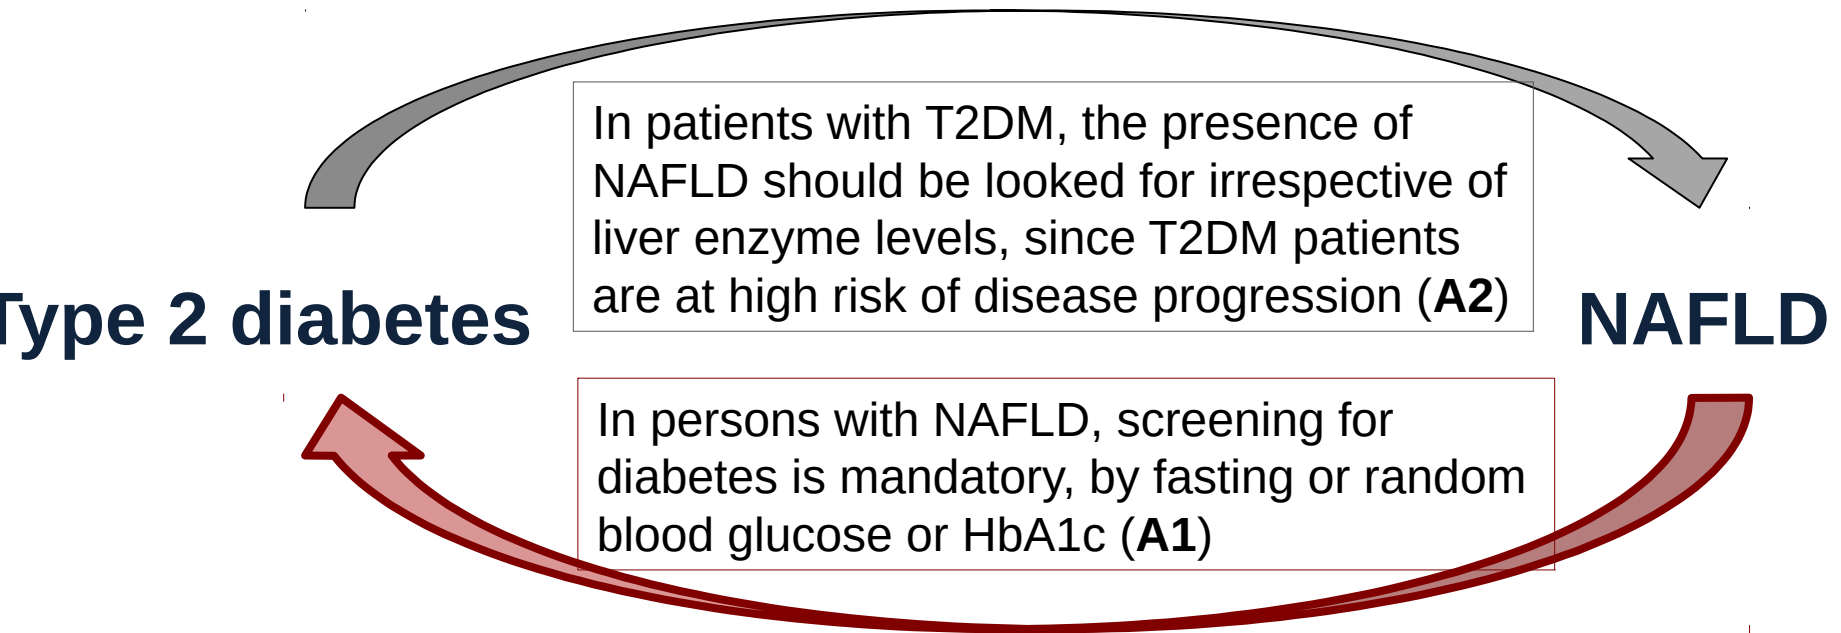 In patients with T2DM, the presence of
NAFLD should be looked for irrespective of
liver enzyme levels, since T2DM patients
are at high risk of disease progression (A2)
Type 2 diabetes
NAFLD
In persons with NAFLD, screening for
diabetes is mandatory, by fasting or random
blood glucose or HbA1c (A1)